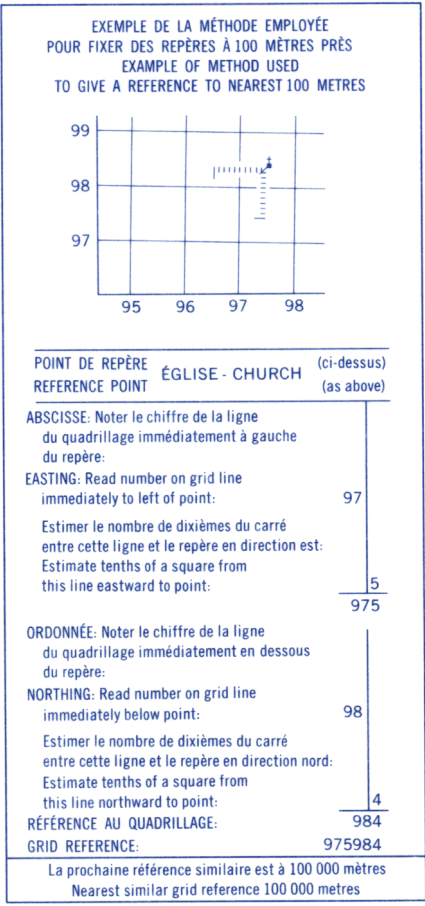 EXEMPLE DE LA MÉTHODE EMPLOYÉE
POUR FIXER DES REPÈRES À 100 MÈTRES PRÈS
EXAMPLE OF METHOD USED
TO GIVE A REFERENCE TO NEAREST 100 METRES
99
98
97
95 96 97 98
POINT DE REPÈRE ÉGLISE - CHURCH (ci-dessus)
REFERENCE POINT (as above)
ABSCISSE: Noter le chiffre de la ligne
du quadrillage immédiatement à gauche
du repère:
EASTING: Read number on grid line
immediately to left of point: 97
Estimer le nombre de dixièmes du carré
entre cette ligne et le repère en direction est:
Estimate tenths of a square from
this line eastward to point: 5
975
ORDONNÉE: Noter le chiffre de la ligne
du quadrillage immédiatement en dessous
du repère:
NORTHING: Read number on grid line
immediately below point: 98
Estimer le nombre de dixièmes du carré
entre cette ligne et le repère en direction nord:
Estimate tenths of a square from
this line northward to point: 4
RÉFÉRENCE AU QUADRILLAGE: 984
GRID REFERENCE: 975984
La prochaine référence similaire est à 100 000 mètres
Nearest similar grid reference 100 000 metres